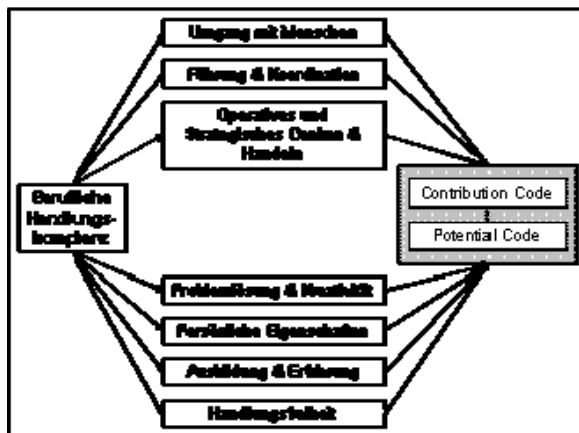 Umgang mit Menschen
Führung & Koordination
Operatives und
Strategisches Denken &
Handeln
Berufliche
Handlungs-
kompetenz
Contribution Code
Potential Code
Problemlösung & Kreativität
Persönliche Eigenschaften
Ausbildung & Erfahrung
Handlungsfreiheit